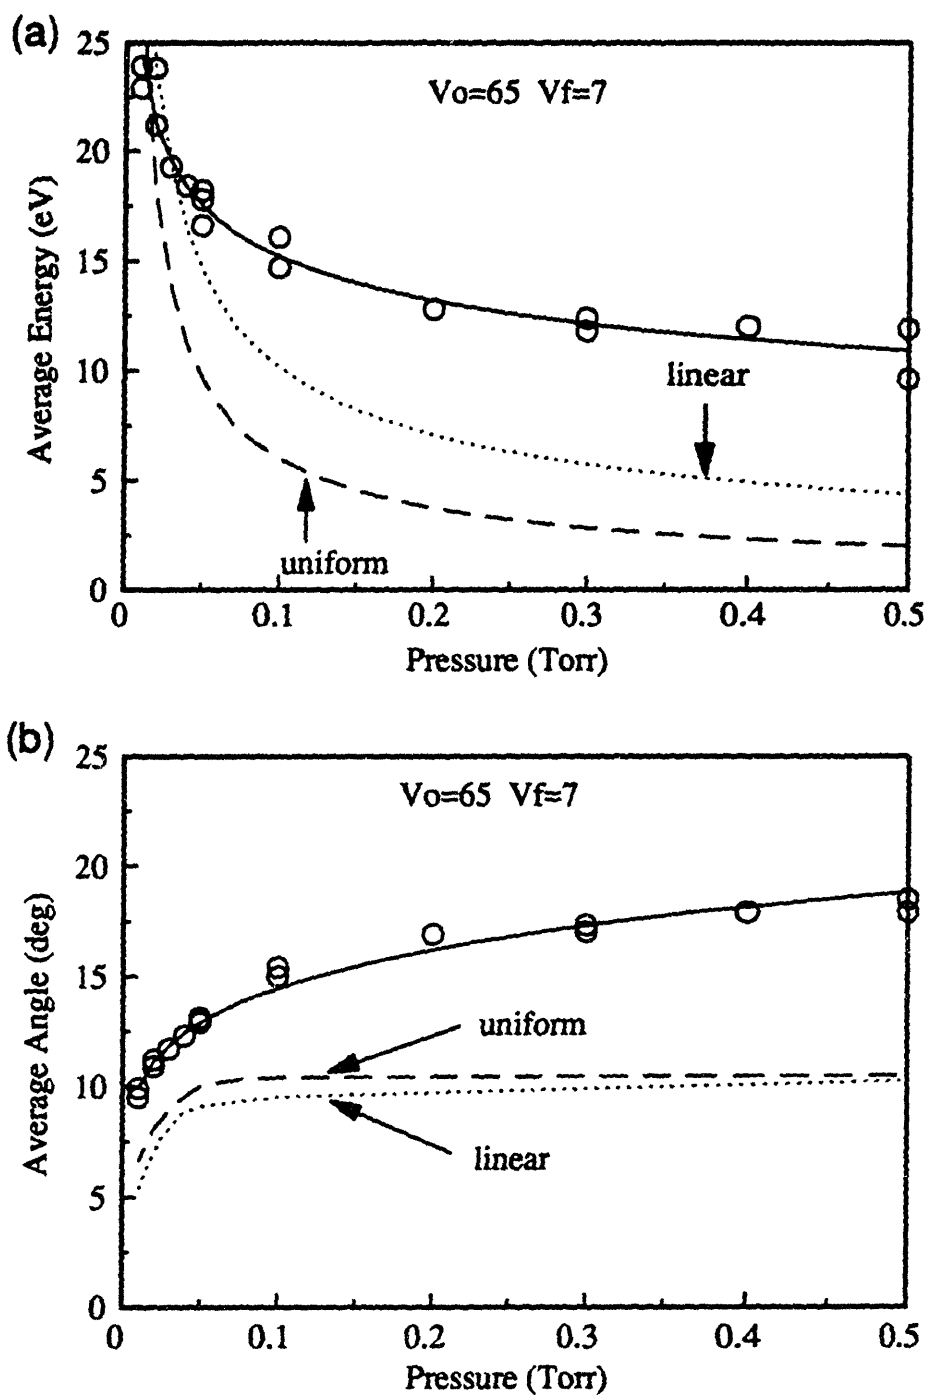 (a)
25
Vo=65 Vf=7
20
15
10
5
0
linear
uniform
Average Energy (eV)
0 0.1 0.2 0.3 0.4 0.5
Pressure (Torr)
(b)
25
Vo=65 Vf=7
20
15
10
5
0
uniform
linear
Average Angle (deg)
0 0.1 0.2 0.3 0.4 0.5
Pressure (Torr)